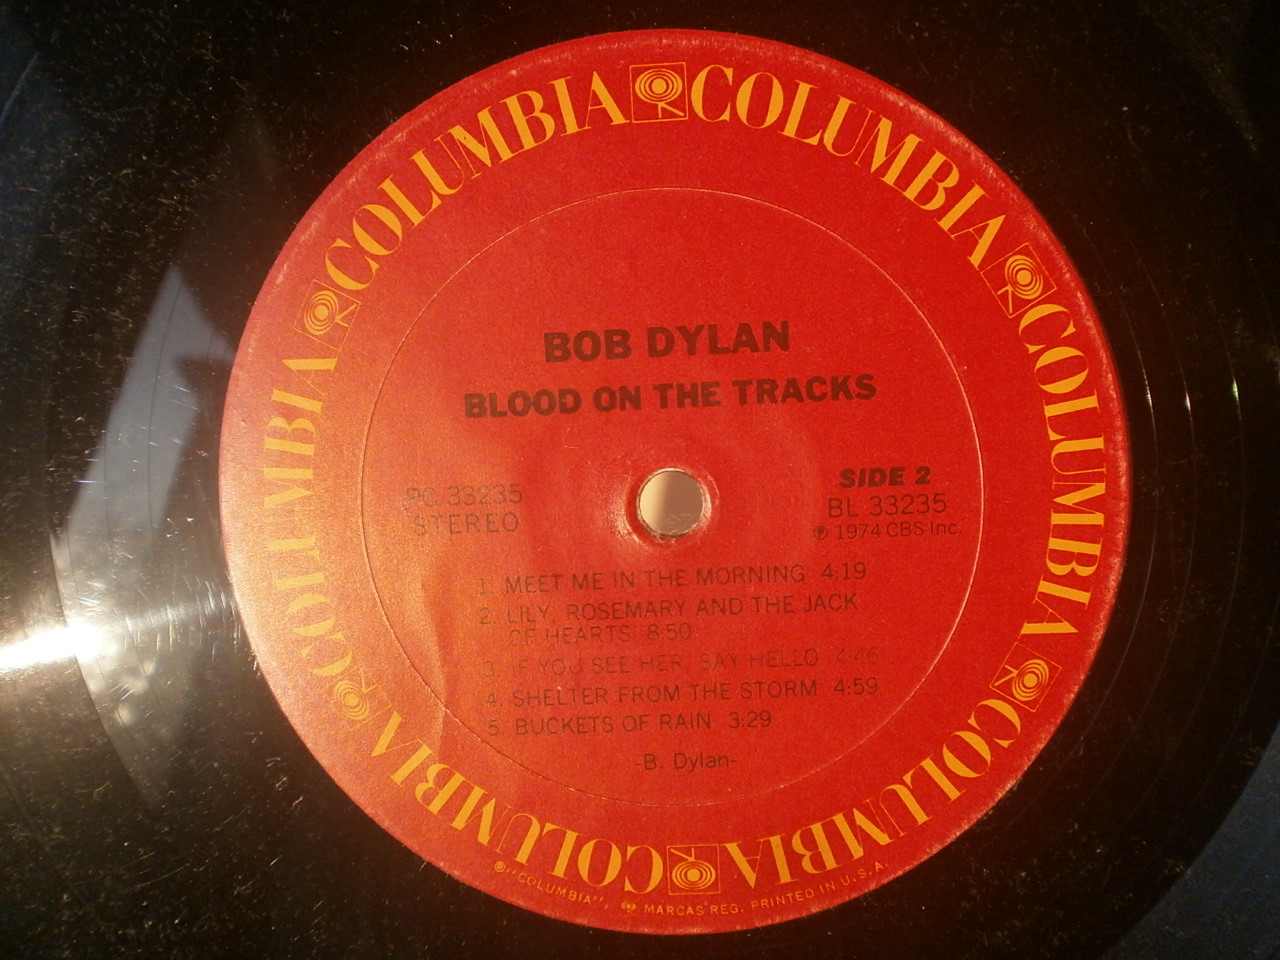 COLUMBIA COLUMBIA COLUMBIA COLUMBIA COLUMBIA COLUMBIA
BOB DYLAN
BLOOD ON THE TRACKS
PC 33235
STEREO
SIDE 2
BL 33235
℗ 1974 CBS Inc.
1. MEET ME IN THE MORNING 4:19
2. LILY, ROSEMARY AND THE JACK
OF HEARTS 8:50
3. IF YOU SEE HER, SAY HELLO 4:46
4. SHELTER FROM THE STORM 4:59
5. BUCKETS OF RAIN 3:29
-B. Dylan-
®"COLUMBIA", MARCAS REG. PRINTED IN U.S.A.